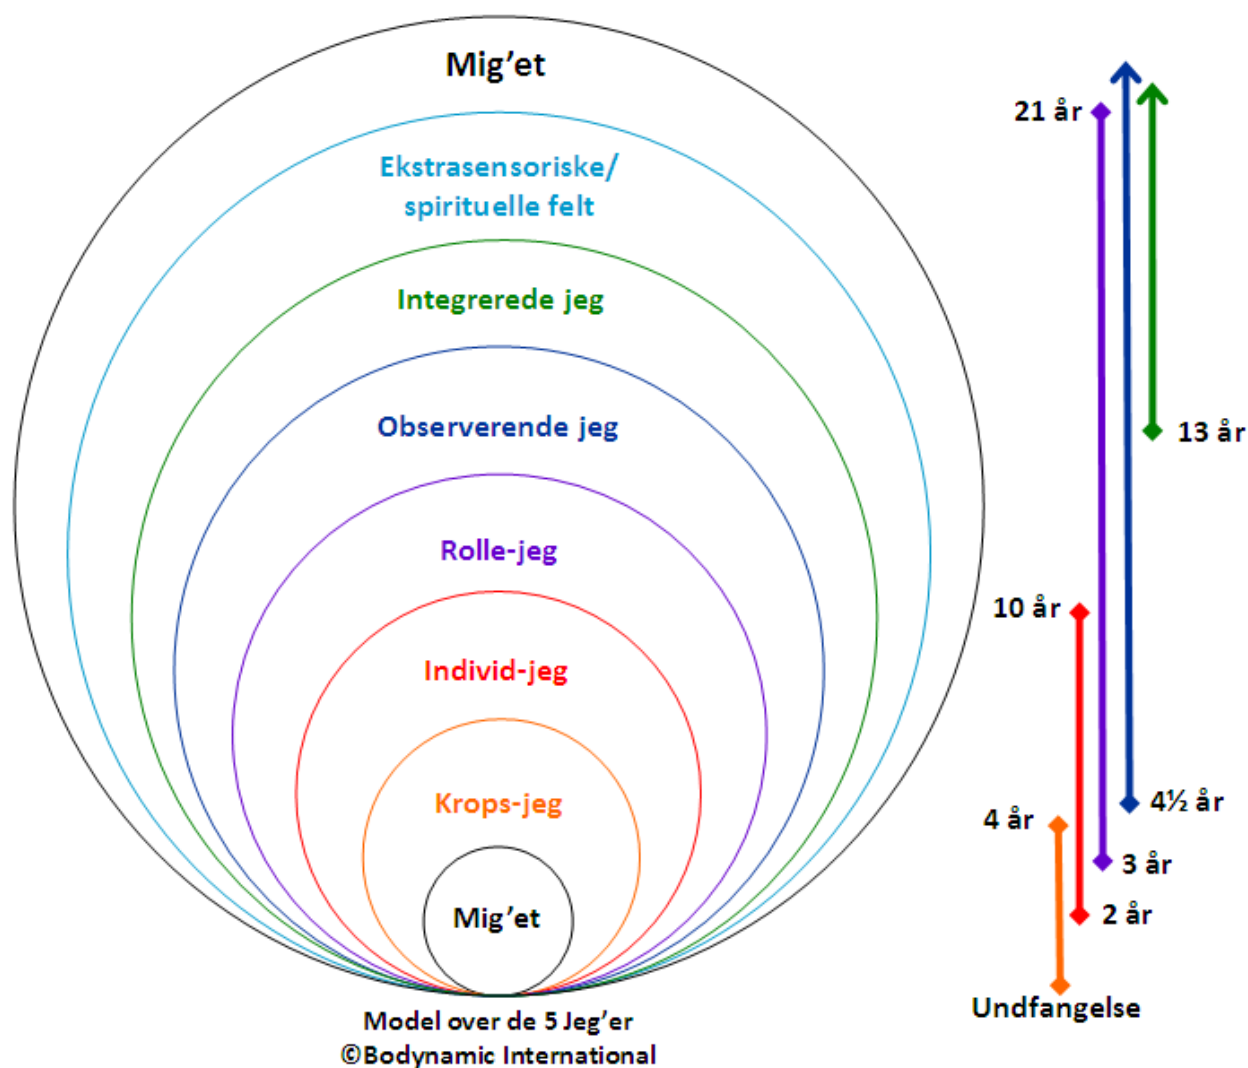 Mig’et
Ekstrasensoriske/
spirituelle felt
Integrerede jeg
Observerende jeg
Rolle-jeg
Individ-jeg
Krops-jeg
Mig’et
Model over de 5 Jeg’er
©Bodynamic International
21 år
13 år
10 år
4½ år
4 år
3 år
2 år
Undfangelse